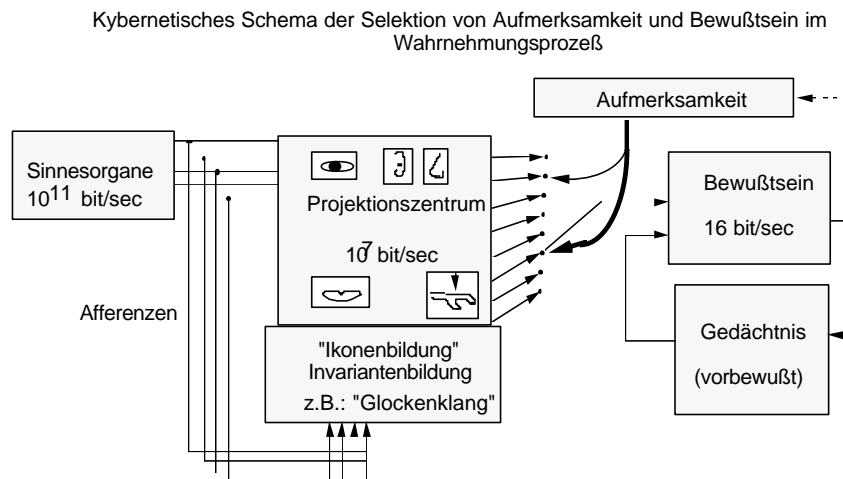 Kybernetisches Schema der Selektion von Aufmerksamkeit und Bewußtsein im
Wahrnehmungsprozeß
Aufmerksamkeit
Sinnesorgane
10¹¹ bit/sec
Projektionszentrum
10⁷ bit/sec
Bewußtsein
16 bit/sec
Afferenzen
"Ikonenbildung"
Invariantenbildung
z.B.: "Glockenklang"
Gedächtnis
(vorbewußt)